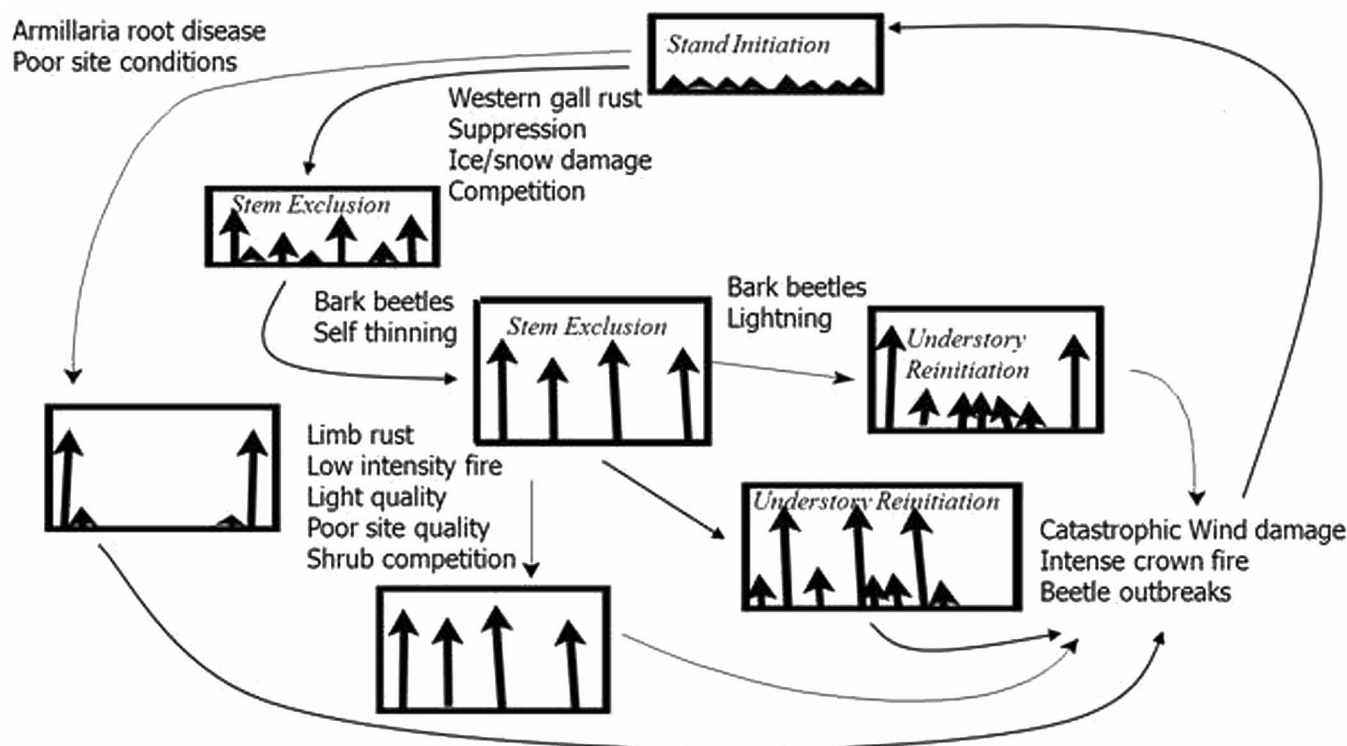 Armillaria root disease
Poor site conditions
Stand Initiation
Western gall rust
Suppression
Ice/snow damage
Competition
Stem Exclusion
Bark beetles
Self thinning
Stem Exclusion
Bark beetles
Lightning
Understory
Reinitiation
Limb rust
Low intensity fire
Light quality
Poor site quality
Shrub competition
Understory Reinitiation
Catastrophic Wind damage
Intense crown fire
Beetle outbreaks